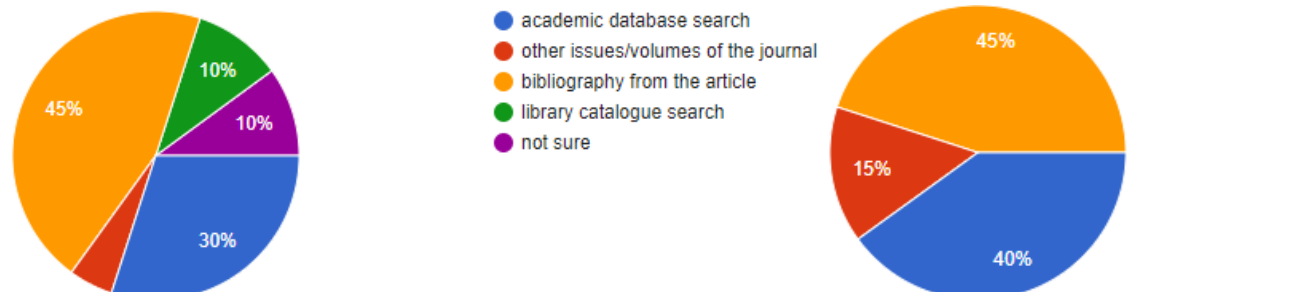 45%
10%
10%
30%
academic database search
other issues/volumes of the journal
bibliography from the article
library catalogue search
not sure
45%
15%
40%